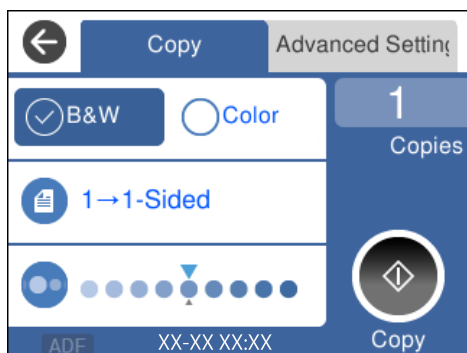 Copy
Advanced Setting
B&W
Color
1
Copies
1→1-Sided
ADF
XX-XX XX:XX
Copy